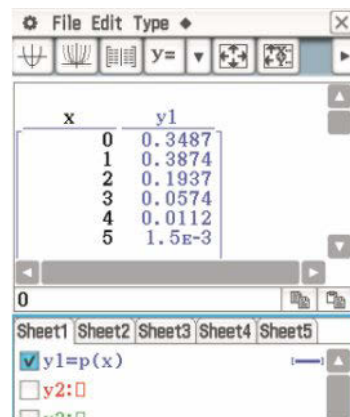 File Edit Type
y=
x y1
0 0.3487
1 0.3874
2 0.1937
3 0.0574
4 0.0112
5 1.5E-3
0
Sheet1 Sheet2 Sheet3 Sheet4 Sheet5
y1=p(x)
y2: